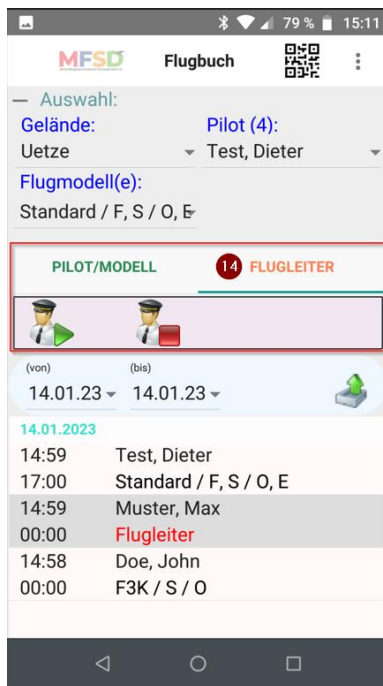 79 % 15:11
MFSD Flugbuch
— Auswahl:
Gelände: Pilot (4):
Uetze Test, Dieter
Flugmodell(e):
Standard / F, S / O, E
PILOT/MODELL 14 FLUGLEITER
(von) (bis)
14.01.23 14.01.23
14.01.2023
14:59 Test, Dieter
17:00 Standard / F, S / O, E
14:59 Muster, Max
00:00 Flugleiter
14:58 Doe, John
00:00 F3K / S / O